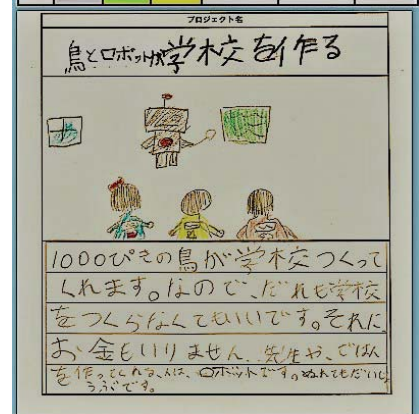 プロジェクト名
鳥とロボットが学校を作る
1000ぴきの鳥が学校つくって
くれます。なので、だれも学校
をつくらなくてもいいです。それに、
お金もいりません。先生や、ごはん
を作ってくれる、人は、ロボットです。ぬれてもだいじょ
うぶです。